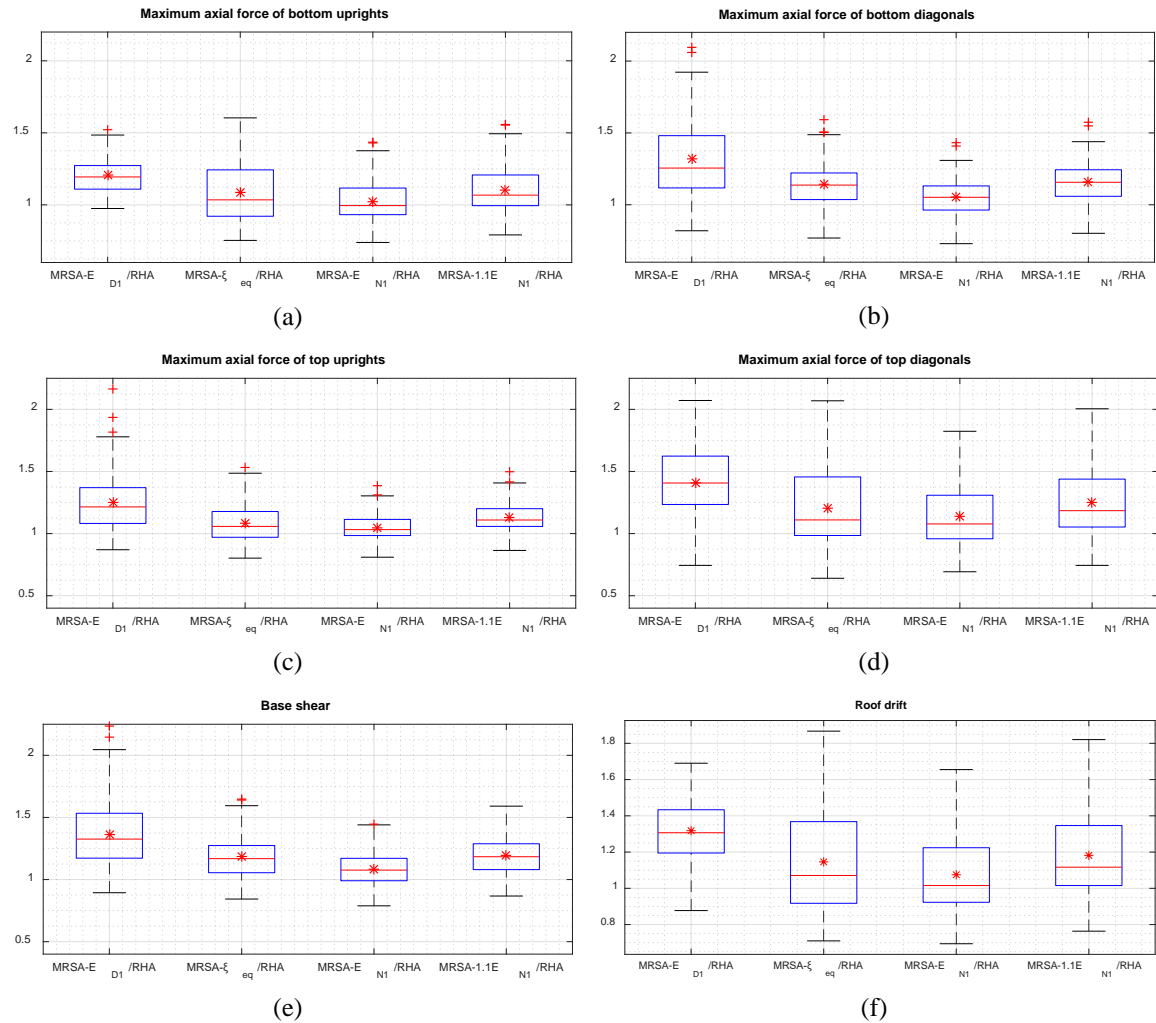 Maximum axial force of bottom uprights
2
1.5
1
MRSA-E D1 /RHA MRSA-ξ eq /RHA MRSA-E N1 /RHA MRSA-1.1E N1 /RHA
(a)
Maximum axial force of bottom diagonals
2
1.5
1
MRSA-E D1 /RHA MRSA-ξ eq /RHA MRSA-E N1 /RHA MRSA-1.1E N1 /RHA
(b)
Maximum axial force of top uprights
2
1.5
1
0.5
MRSA-E D1 /RHA MRSA-ξ eq /RHA MRSA-E N1 /RHA MRSA-1.1E N1 /RHA
(c)
Maximum axial force of top diagonals
2
1.5
1
0.5
MRSA-E D1 /RHA MRSA-ξ eq /RHA MRSA-E N1 /RHA MRSA-1.1E N1 /RHA
(d)
Base shear
2
1.5
1
0.5
MRSA-E D1 /RHA MRSA-ξ eq /RHA MRSA-E N1 /RHA MRSA-1.1E N1 /RHA
(e)
Roof drift
1.8
1.6
1.4
1.2
1
0.8
MRSA-E D1 /RHA MRSA-ξ eq /RHA MRSA-E N1 /RHA MRSA-1.1E N1 /RHA
(f)